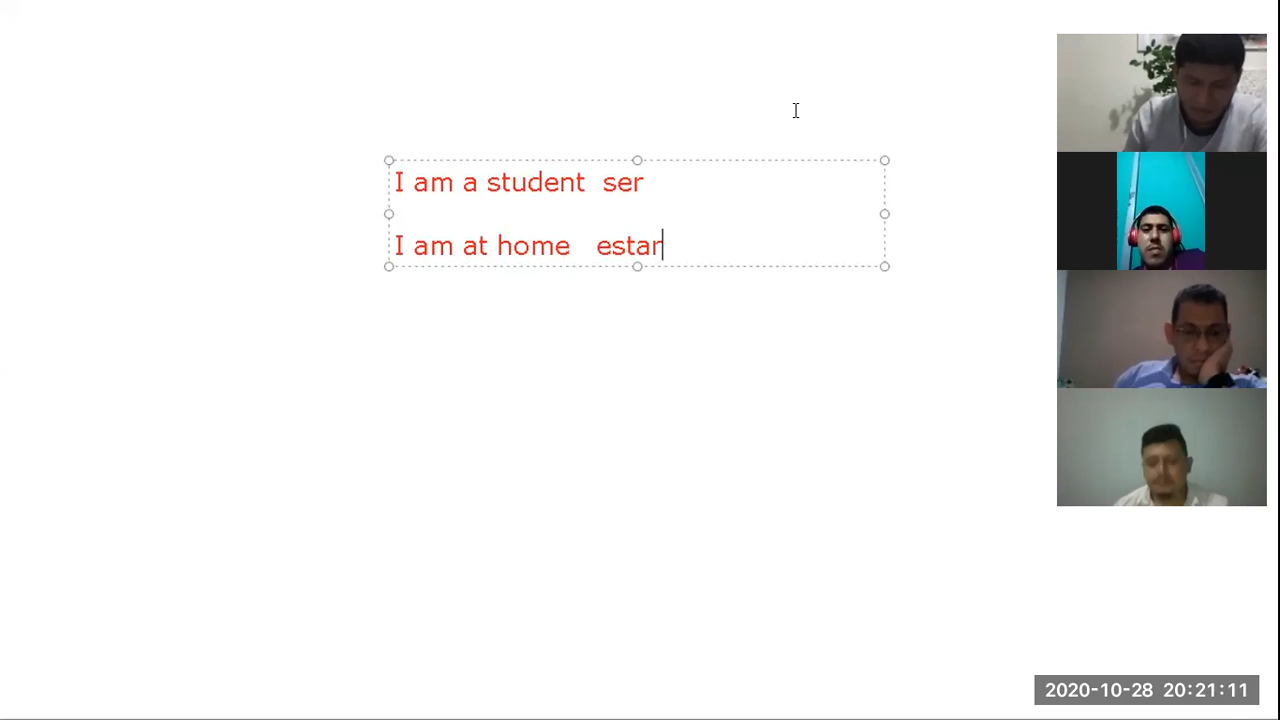 I am a student ser
I am at home estar
2020-10-28 20:21:11